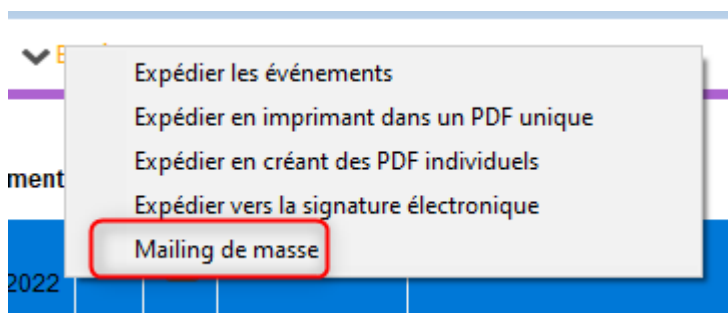 Expédier les événements
Expédier en imprimant dans un PDF unique
Expédier en créant des PDF individuels
ment
Expédier vers la signature électronique
Mailing de masse
2022